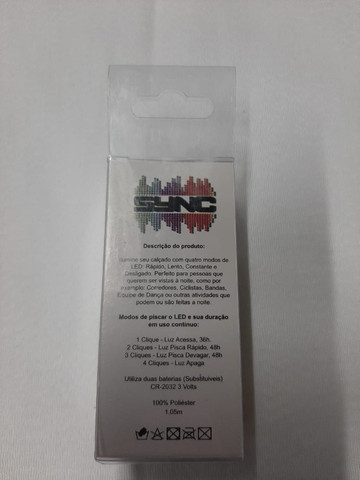 SYNC
Descrição do produto:
seu calçado com quatro modos de
LED: Rápido, Lento, Constante e
Desligado. Perfeito para pessoas que
querem ser vistas à noite, como por
exemplo: Corredores, Ciclistas, Bandas,
Equipe de Dança ou outras atividades que
podem ou são feitas a noite.
Modos de piscar o LED e sua duração
em uso continuo:
1 Clique - Luz Acessa, 36h.
2 Cliques - Luz Pisca Rápido, 48h
3 Cliques - Luz Pisca Devagar, 48h
4 Cliques - Luz Apaga
Utiliza duas baterias (Substituíveis)
CR-2032 3 Volts
100% Poliéster
1.05m